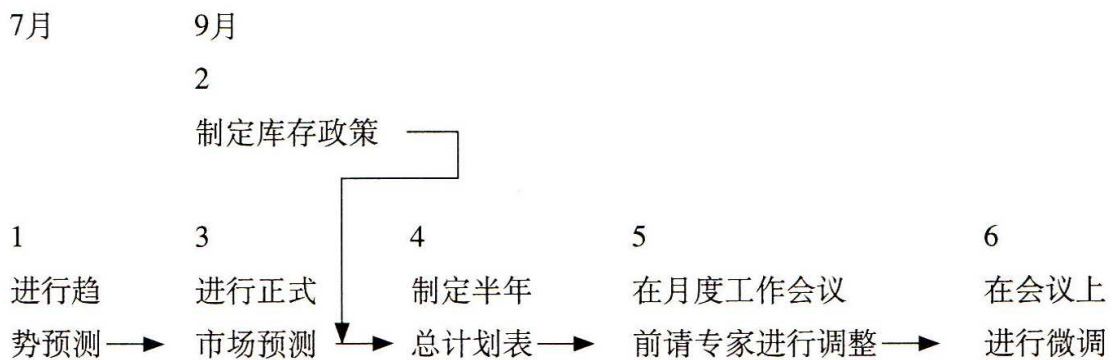 7月
9月
2
制定库存政策
1
进行趋
势预测
3
进行正式
市场预测
4
制定半年
总计划表
5
在月度工作会议
前请专家进行调整
6
在会议上
进行微调